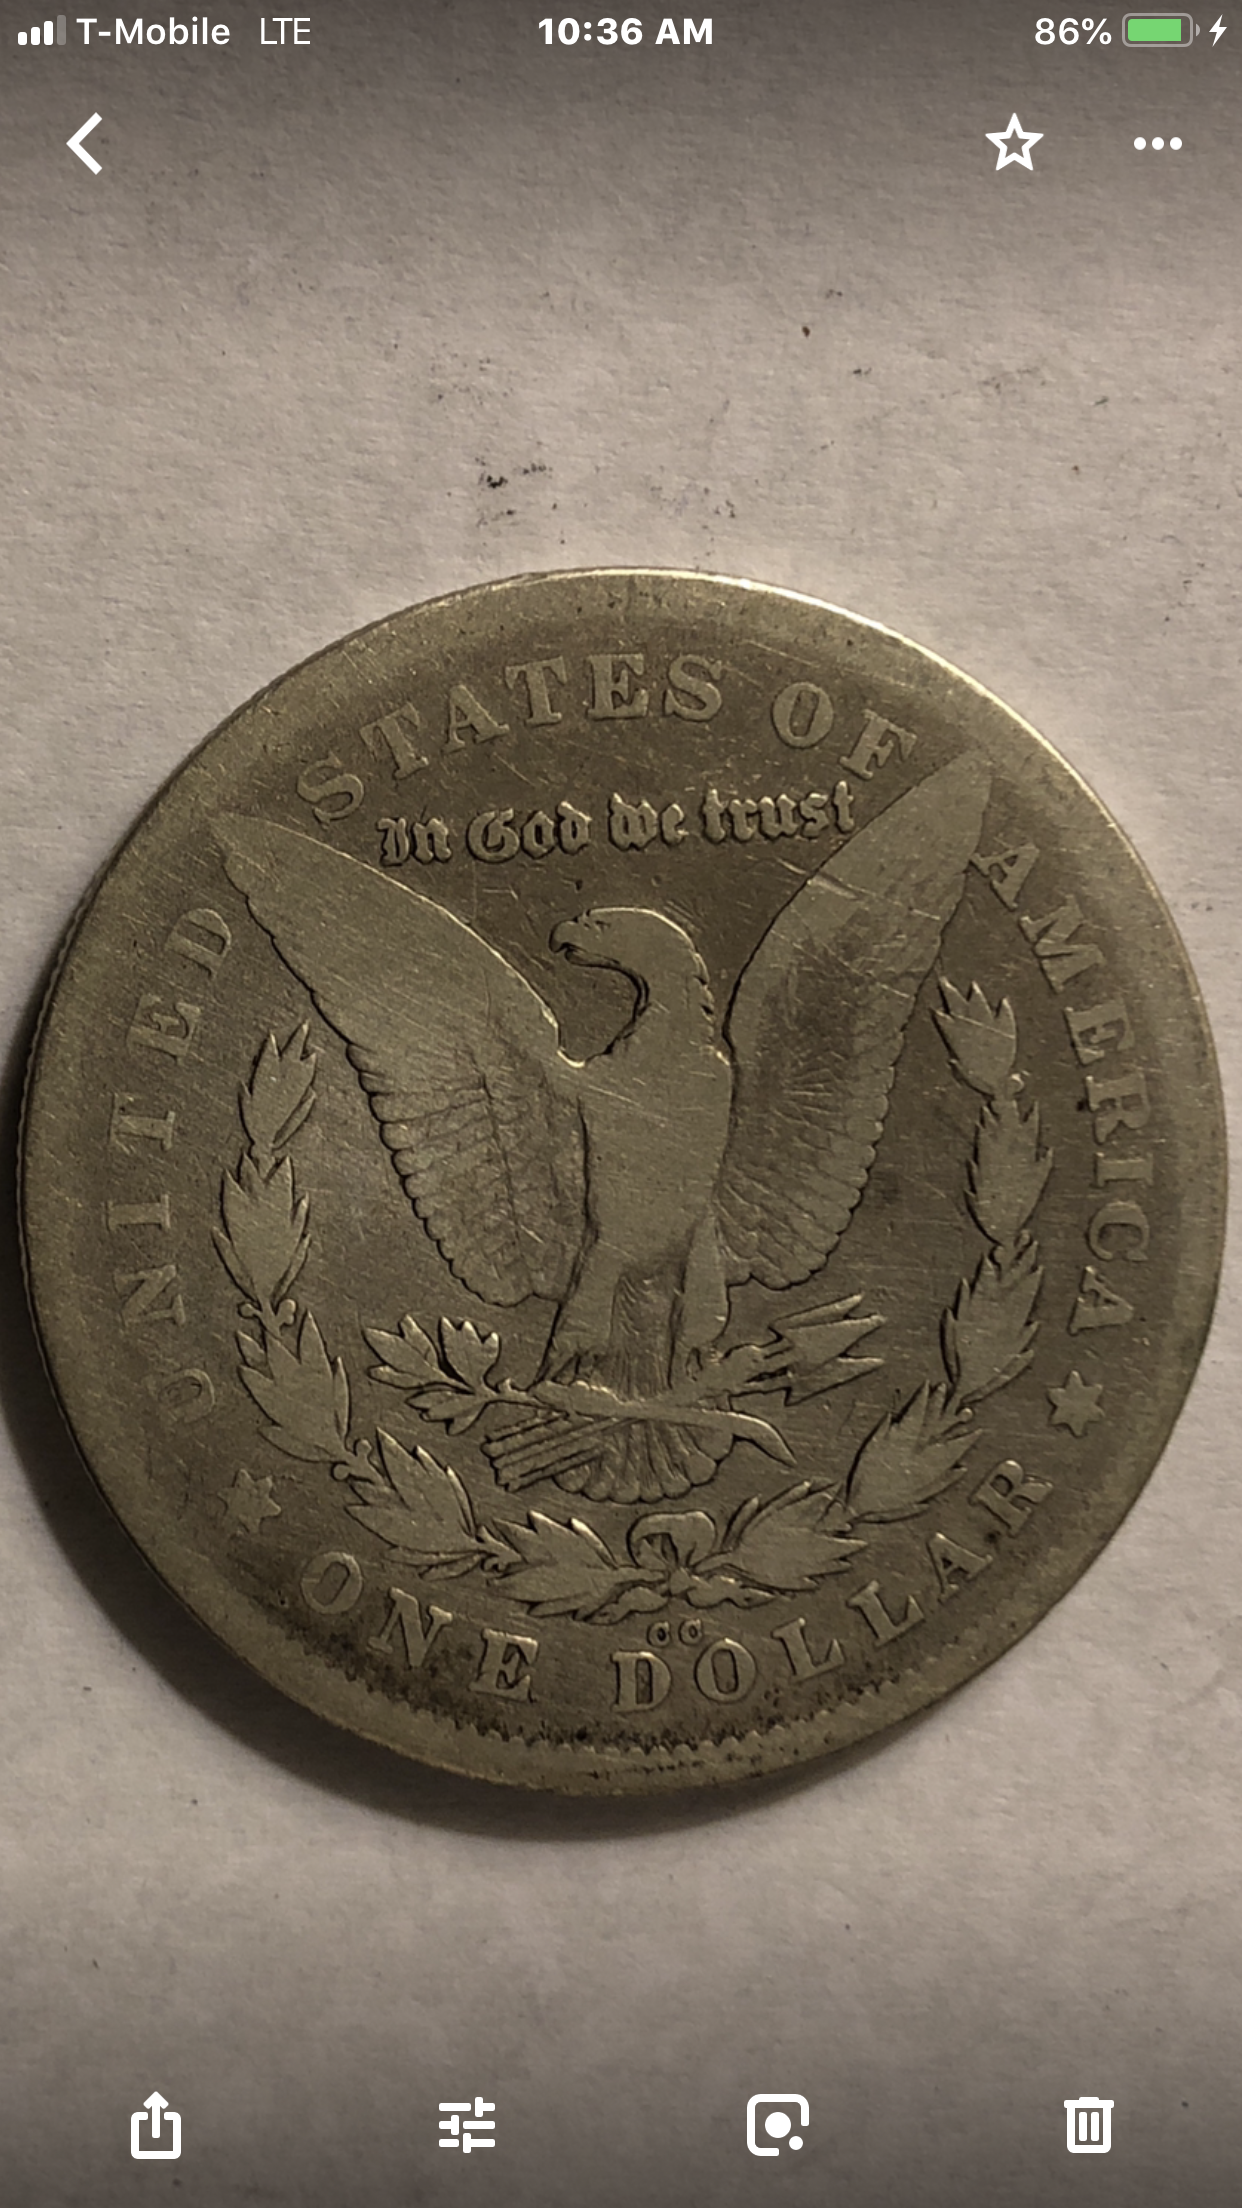 T-Mobile LTE 10:36 AM 86%
UNITED STATES OF AMERICA
In God we trust
CC
ONE DOLLAR